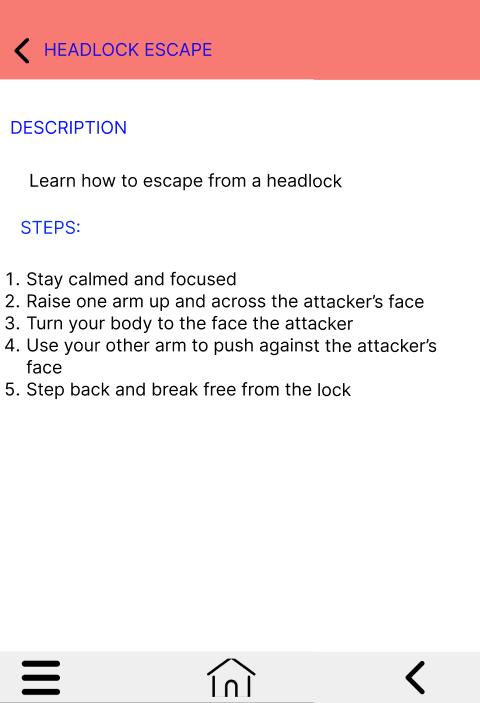 HEADLOCK ESCAPE
DESCRIPTION
Learn how to escape from a headlock
STEPS:
1. Stay calmed and focused
2. Raise one arm up and across the attacker’s face
3. Turn your body to the face the attacker
4. Use your other arm to push against the attacker’s
face
5. Step back and break free from the lock